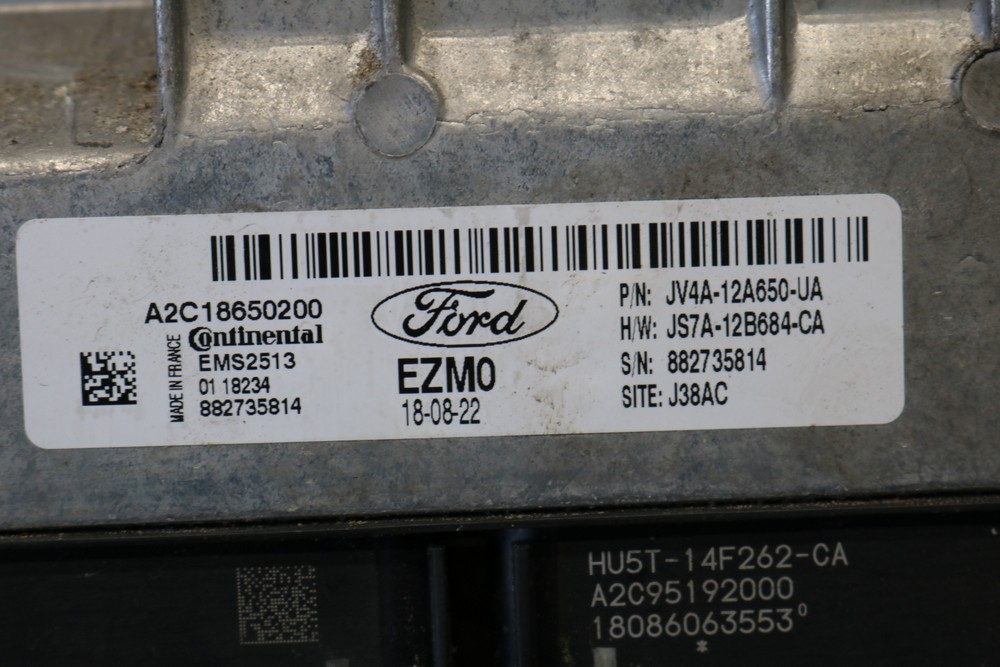 A2C18650200
Continental
EMS2513
01 18234
882735814
MADE IN FRANCE
Ford
EZM0
18-08-22
P/N: JV4A-12A650-UA
H/W: JS7A-12B684-CA
S/N: 882735814
SITE: J38AC
HU5T-14F262-CA
A2C95192000
18086063553⁰
*